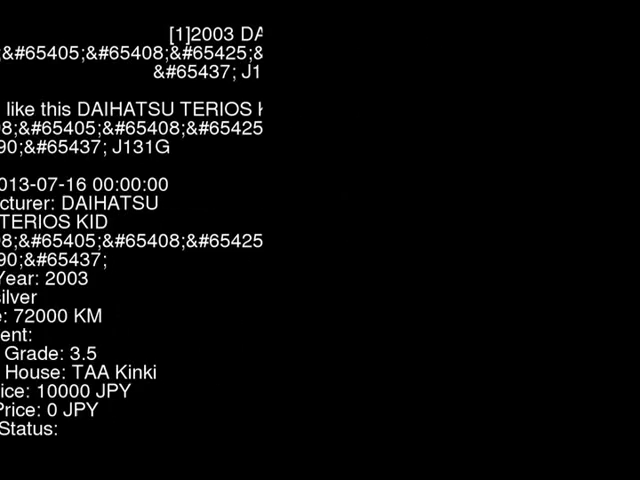 [1]2003 DA
;&#65405;&#65408;&#65425;&
&#65437; J1
like this DAIHATSU TERIOS K
8;&#65405;&#65408;&#65425
90;&#65437; J131G
013-07-16 00:00:00
cturer: DAIHATSU
TERIOS KID
8;&#65405;&#65408;&#65425
90;&#65437;
Year: 2003
silver
e: 72000 KM
ent:
Grade: 3.5
House: TAA Kinki
ice: 10000 JPY
Price: 0 JPY
Status: